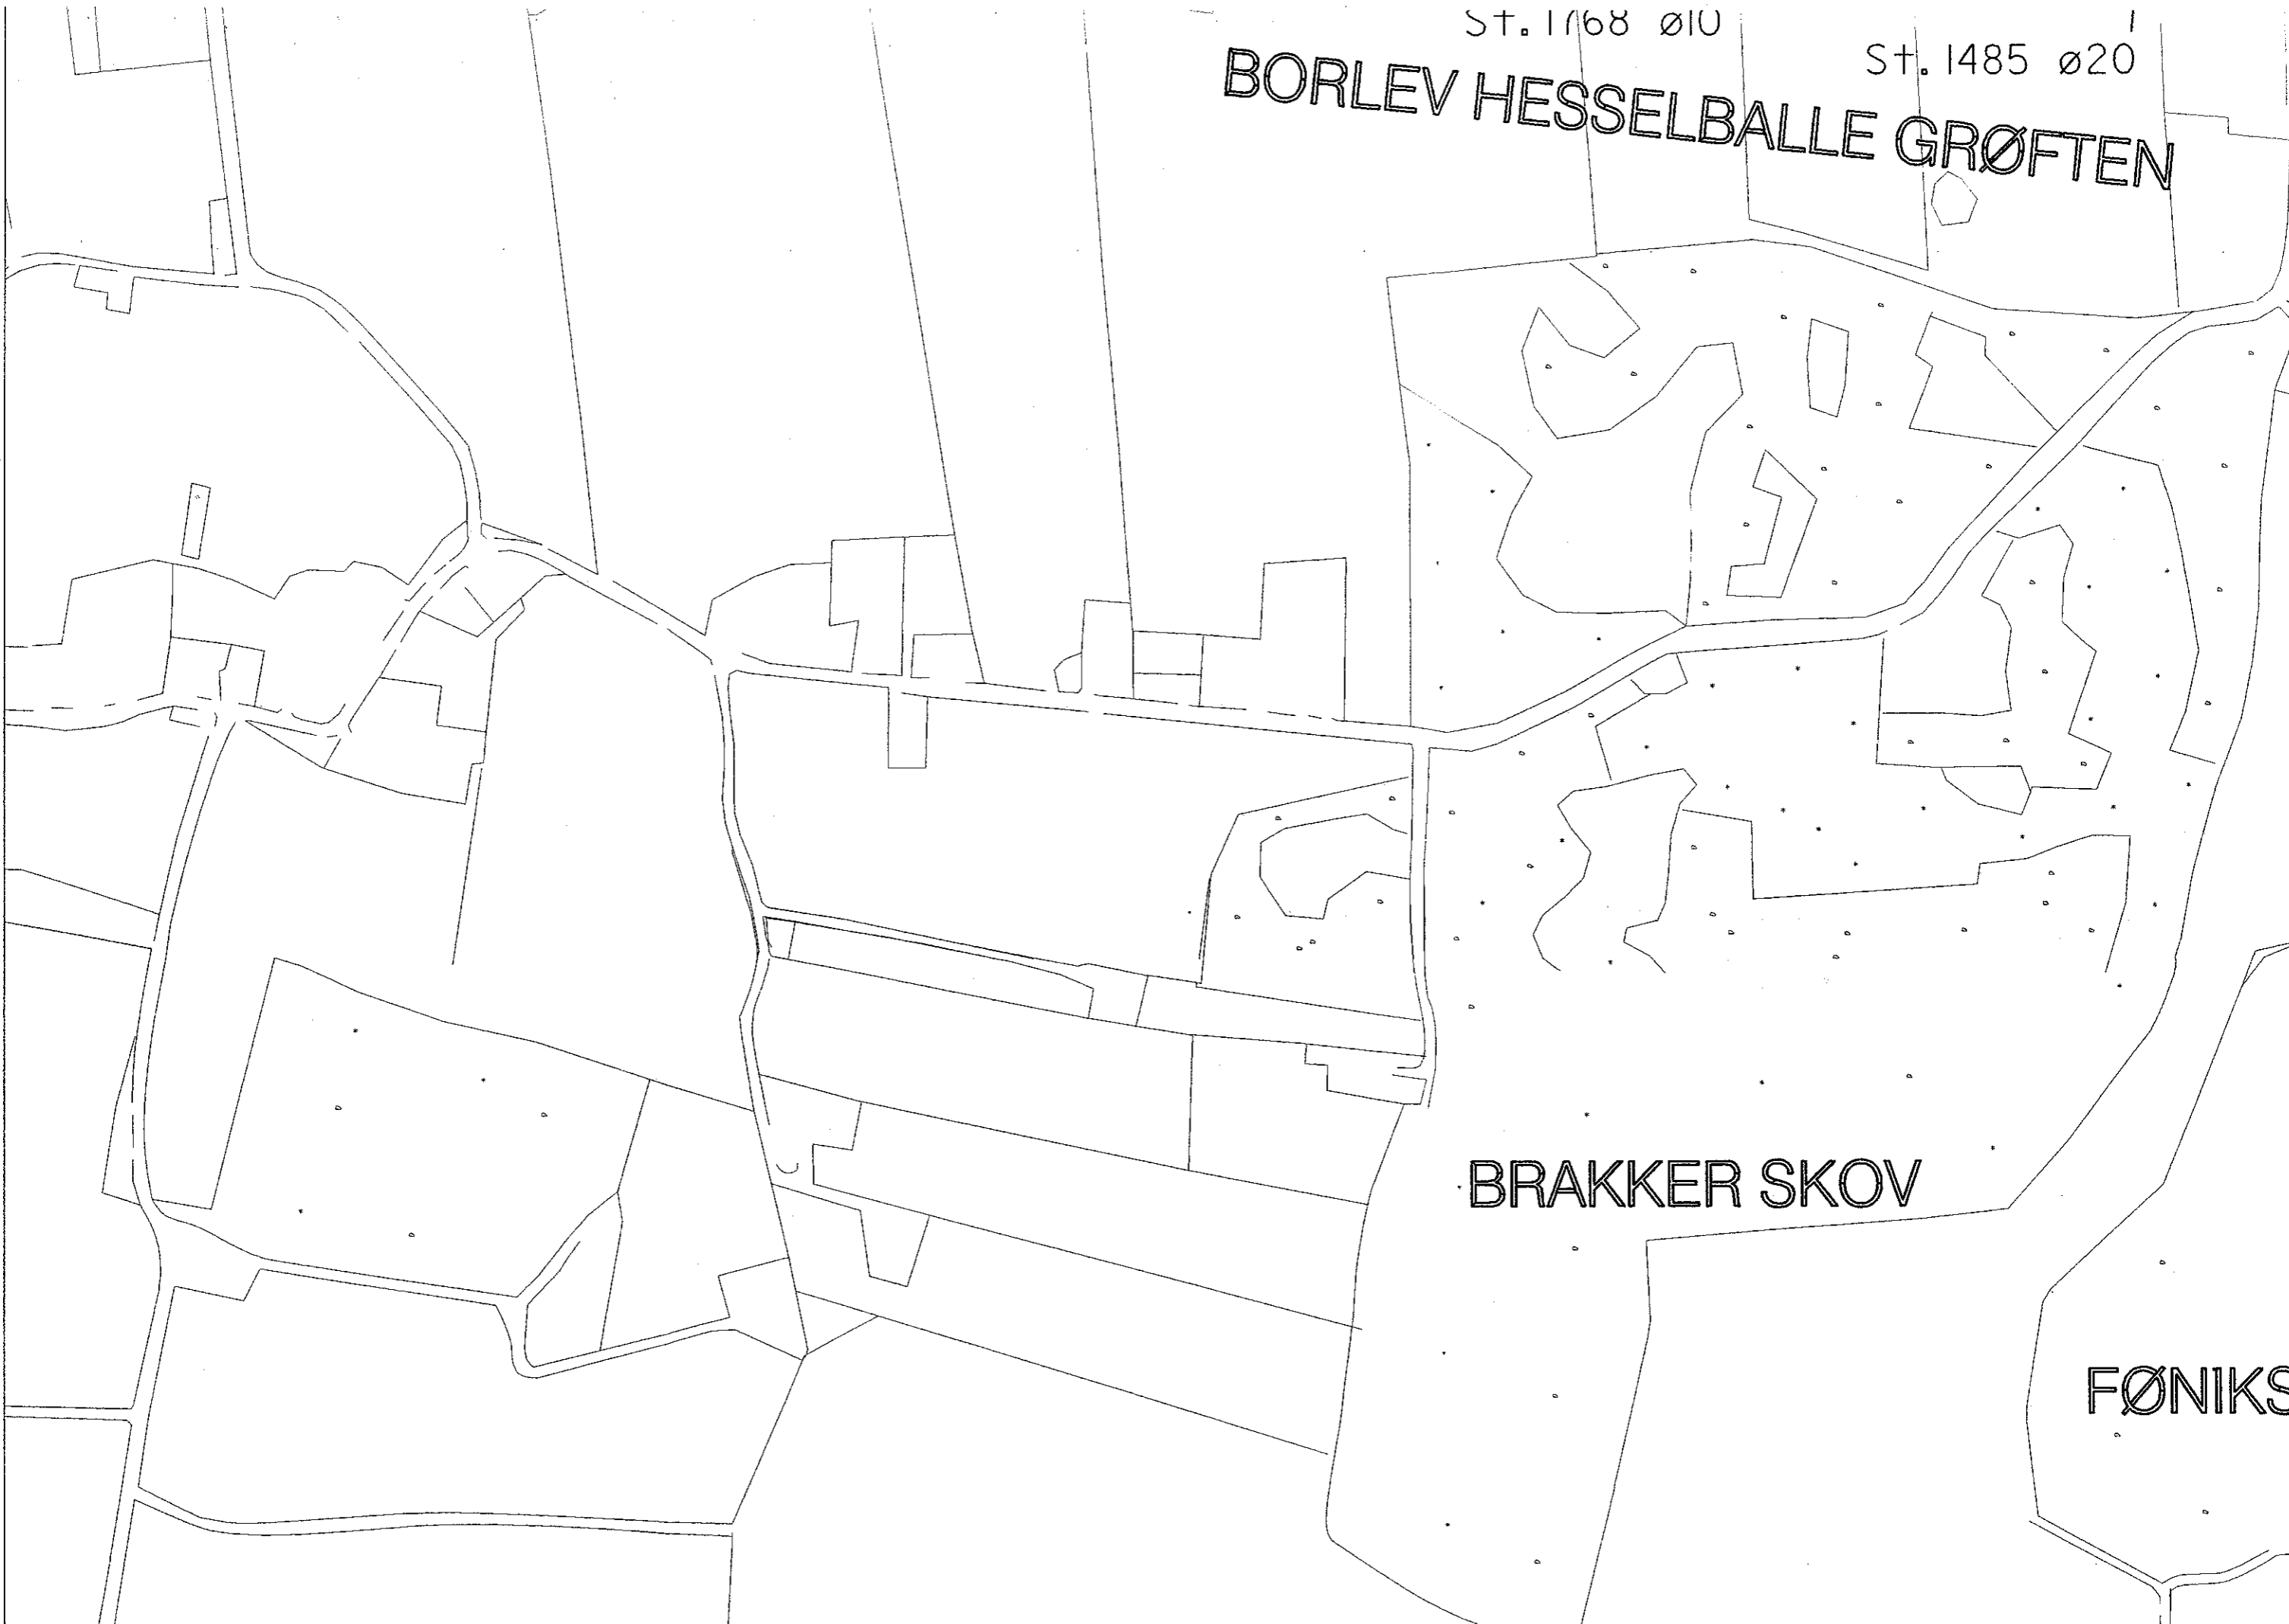 St. 1768 ø10
St. 1485 ø20
BORLEV HESSELBALLE GRØFTEN
BRAKKER SKOV
FØNIKS